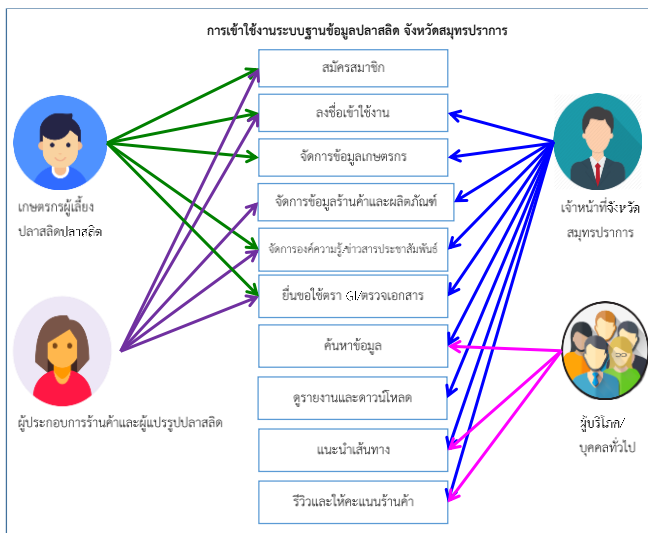 การเข้าใช้งานระบบฐานข้อมูลปลาสลิด จังหวัดสมุทรปราการ
สมัครสมาชิก
ลงชื่อเข้าใช้งาน
จัดการข้อมูลเกษตรกร
จัดการข้อมูลร้านค้าและผลิตภัณฑ์
จัดการองค์ความรู้/ข่าวสารประชาสัมพันธ์
ยื่นขอใช้ตรา GI/ตรวจเอกสาร
ค้นหาข้อมูล
ดูรายงานและดาวน์โหลด
แนะนำเส้นทาง
รีวิวและให้คะแนนร้านค้า
เกษตรกรผู้เลี้ยง
ปลาสลิดปลาสลิด
ผู้ประกอบการร้านค้าและผู้แปรรูปปลาสลิด
เจ้าหน้าที่จังหวัด
สมุทรปราการ
ผู้บริโภค/
บุคคลทั่วไป